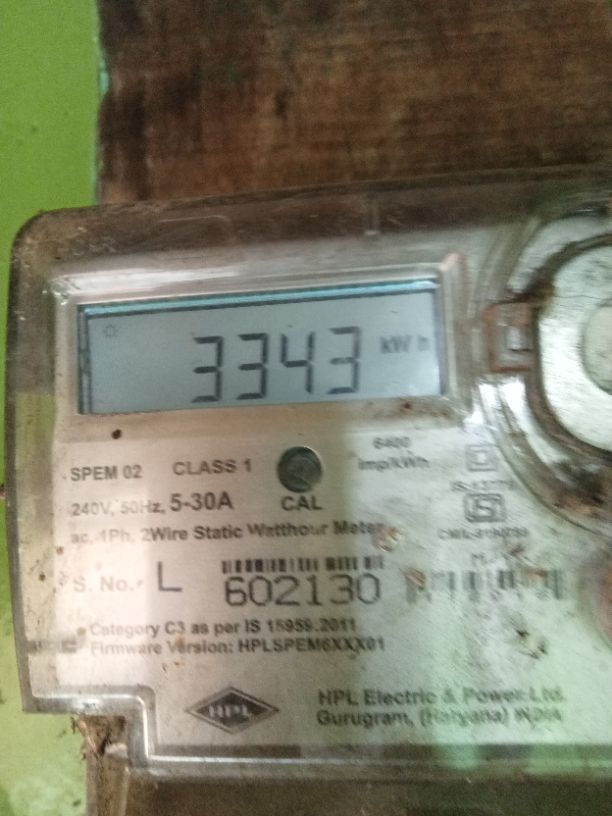 3343 kWh
SPEM 02 CLASS 1
6400
imp/kWh
240V, 50Hz, 5-30A
CAL
ac, 1Ph, 2Wire Static Watthour Meter
S. No.- L 602130
Category C3 as per IS 15959:2011
Firmware Version: HPLSPEM6XXX01
HPL
HPL Electric & Power Ltd.
Gurugram, (Haryana) INDIA